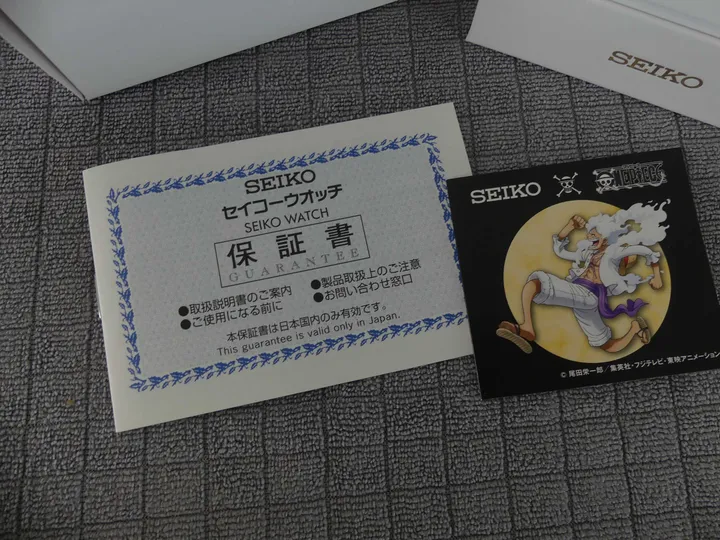 SEIKO
SEIKO
セイコーウオッチ
SEIKO WATCH
保証書
GUARANTEE
●取扱説明書のご案内
●ご使用になる前に
●製品取扱上のご注意
●お問い合わせ窓口
本保証書は日本国内のみ有効です。
This guarantee is valid only in Japan.
SEIKO
ONE PIECE
© 尾田栄一郎／集英社・フジテレビ・東映アニメーション